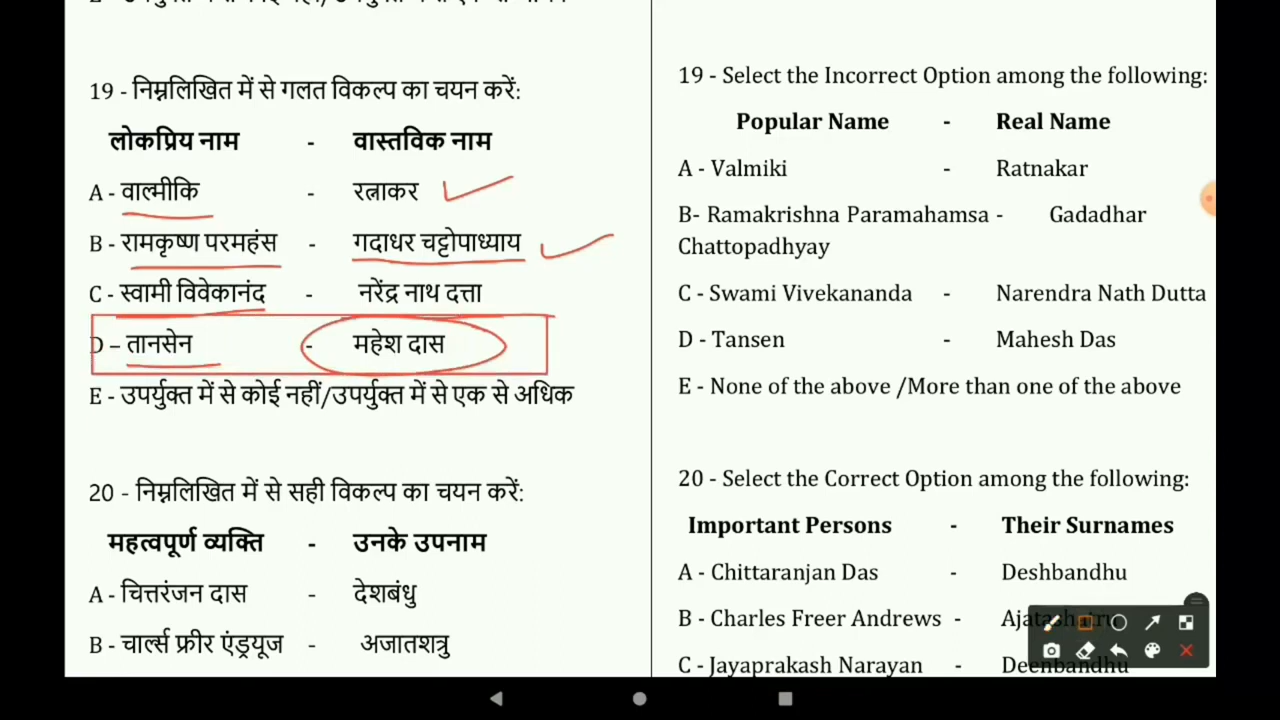 19 - निम्नलिखित में से गलत विकल्प का चयन करें:
लोकप्रिय नाम - वास्तविक नाम
A - वाल्मीकि - रत्नाकर
B - रामकृष्ण परमहंस - गदाधर चट्टोपाध्याय
C - स्वामी विवेकानंद - नरेंद्र नाथ दत्ता
D – तानसेन - महेश दास
E - उपर्युक्त में से कोई नहीं/उपर्युक्त में से एक से अधिक
20 - निम्नलिखित में से सही विकल्प का चयन करें:
महत्वपूर्ण व्यक्ति - उनके उपनाम
A - चित्तरंजन दास - देशबंधु
B - चार्ल्स फ्रीर एंड्रयूज - अजातशत्रु
19 - Select the Incorrect Option among the following:
Popular Name - Real Name
A - Valmiki - Ratnakar
B- Ramakrishna Paramahamsa - Gadadhar
Chattopadhyay
C - Swami Vivekananda - Narendra Nath Dutta
D - Tansen - Mahesh Das
E - None of the above /More than one of the above
20 - Select the Correct Option among the following:
Important Persons - Their Surnames
A - Chittaranjan Das - Deshbandhu
B - Charles Freer Andrews - Ajatashatru
C - Jayaprakash Narayan - Deenbandhu